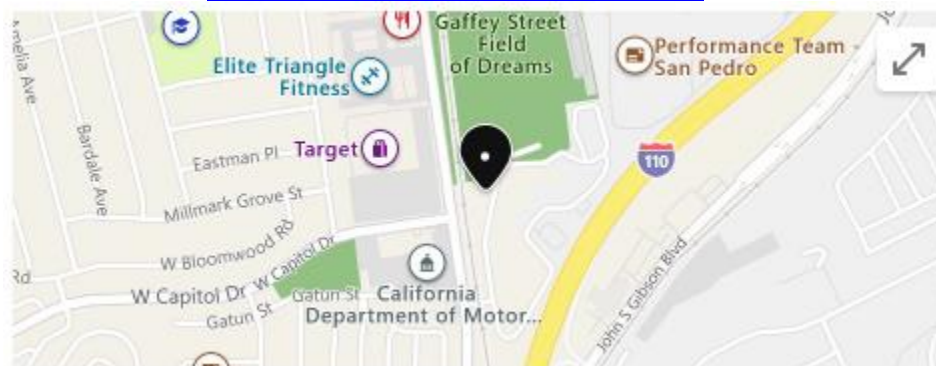 Gaffey Street
Field
of Dreams
Performance Team -
San Pedro
Elite Triangle
Fitness
Amelia Ave
Bardale Ave
Eastman Pl
Target
110
Millmark Grove St
W Bloomwood Rd
W Capitol Dr
Rd
W Capitol Dr
Gatun St
Gatun St
California
Department of Motor...
John S Gibson Blvd